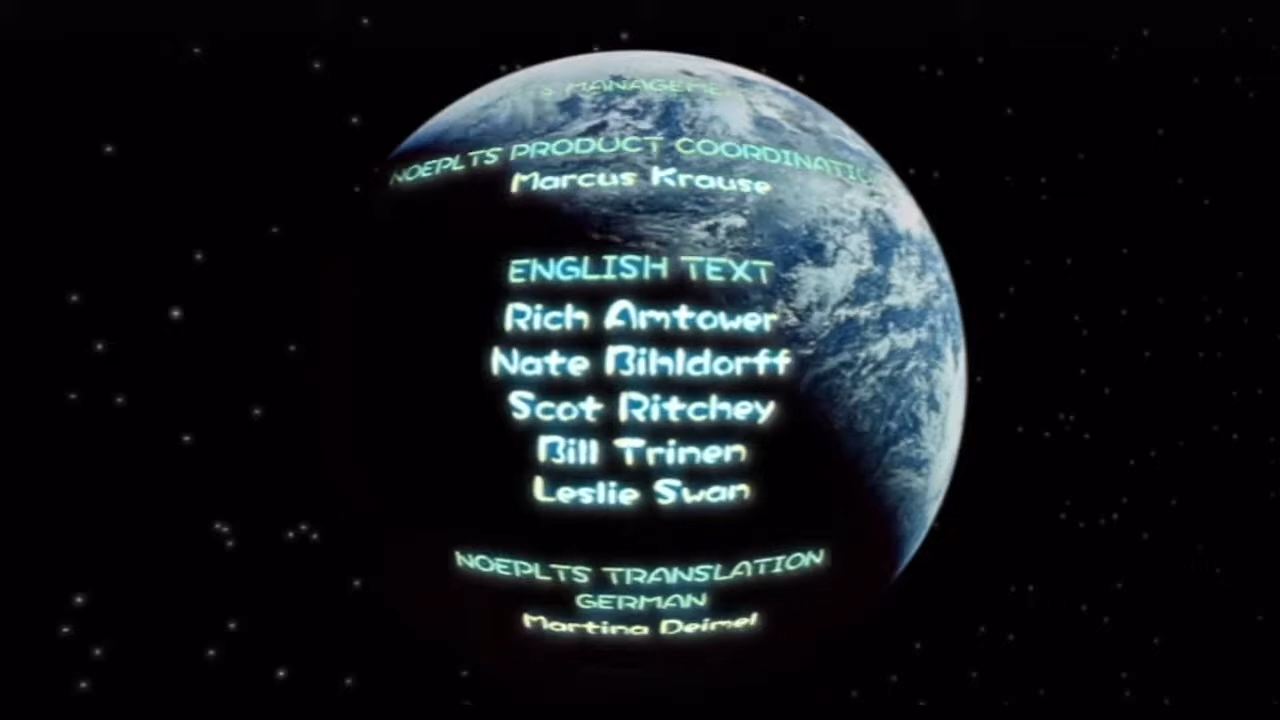 NOEPLTS PRODUCT COORDINATIO
Marcus Krause
ENGLISH TEXT
Rich Amtower
Nate Bihldorff
Scot Ritchey
Bill Trinen
Leslie Swan
NOEPLTS TRANSLATION
GERMAN
Martina Deimel